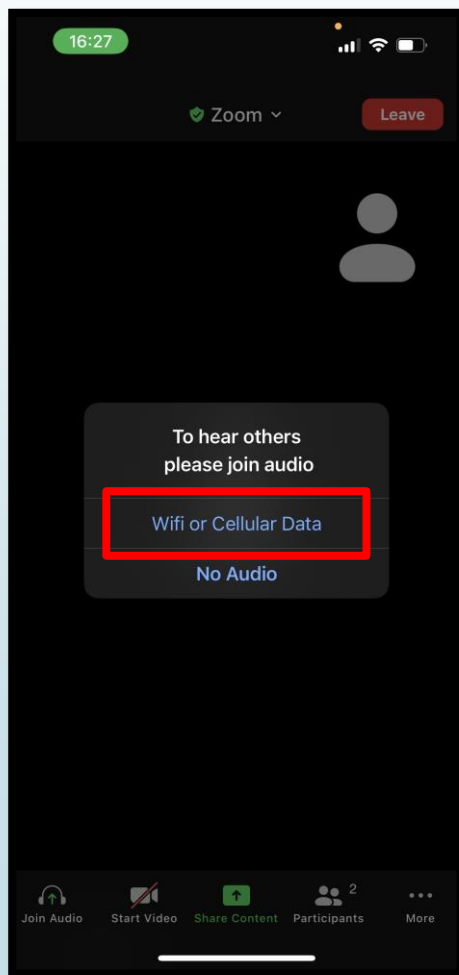 16:27
Zoom
Leave
To hear others
please join audio
Wifi or Cellular Data
No Audio
2
Join Audio Start Video Share Content Participants More